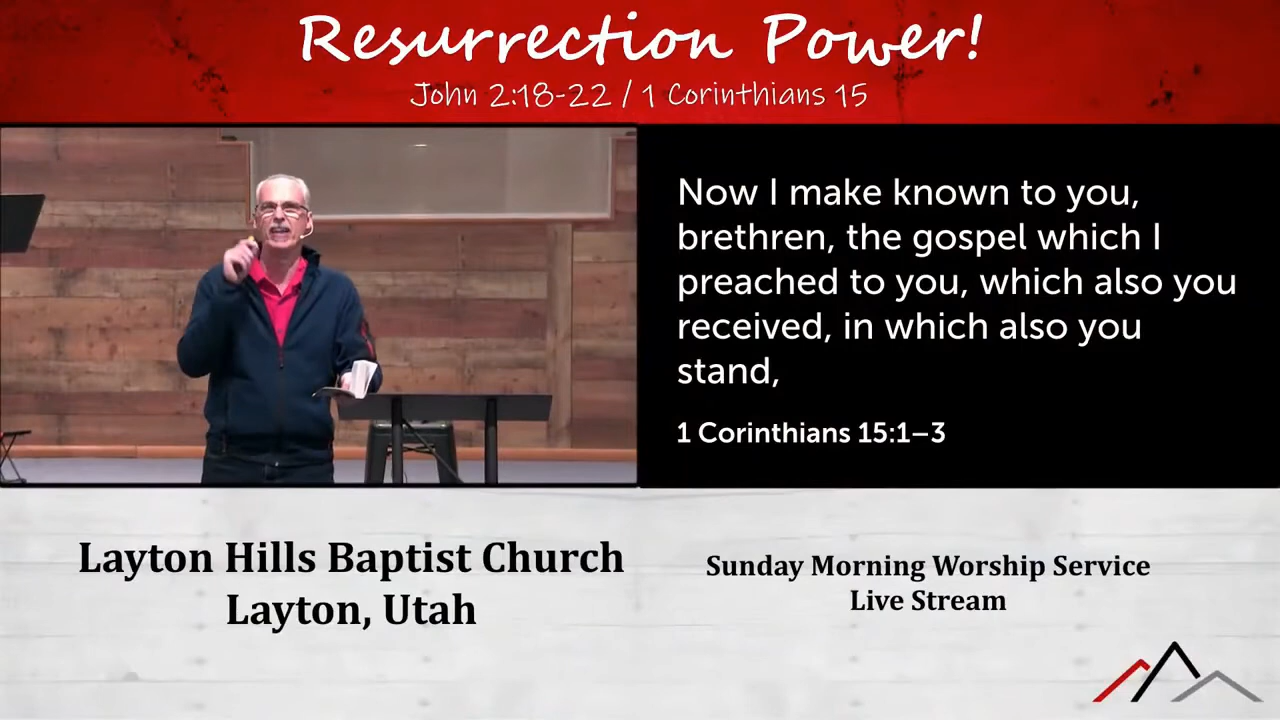 Resurrection Power!
John 2:18-22 / 1 Corinthians 15
Now I make known to you,
brethren, the gospel which I
preached to you, which also you
received, in which also you
stand,
1 Corinthians 15:1–3
Layton Hills Baptist Church
Layton, Utah
Sunday Morning Worship Service
Live Stream